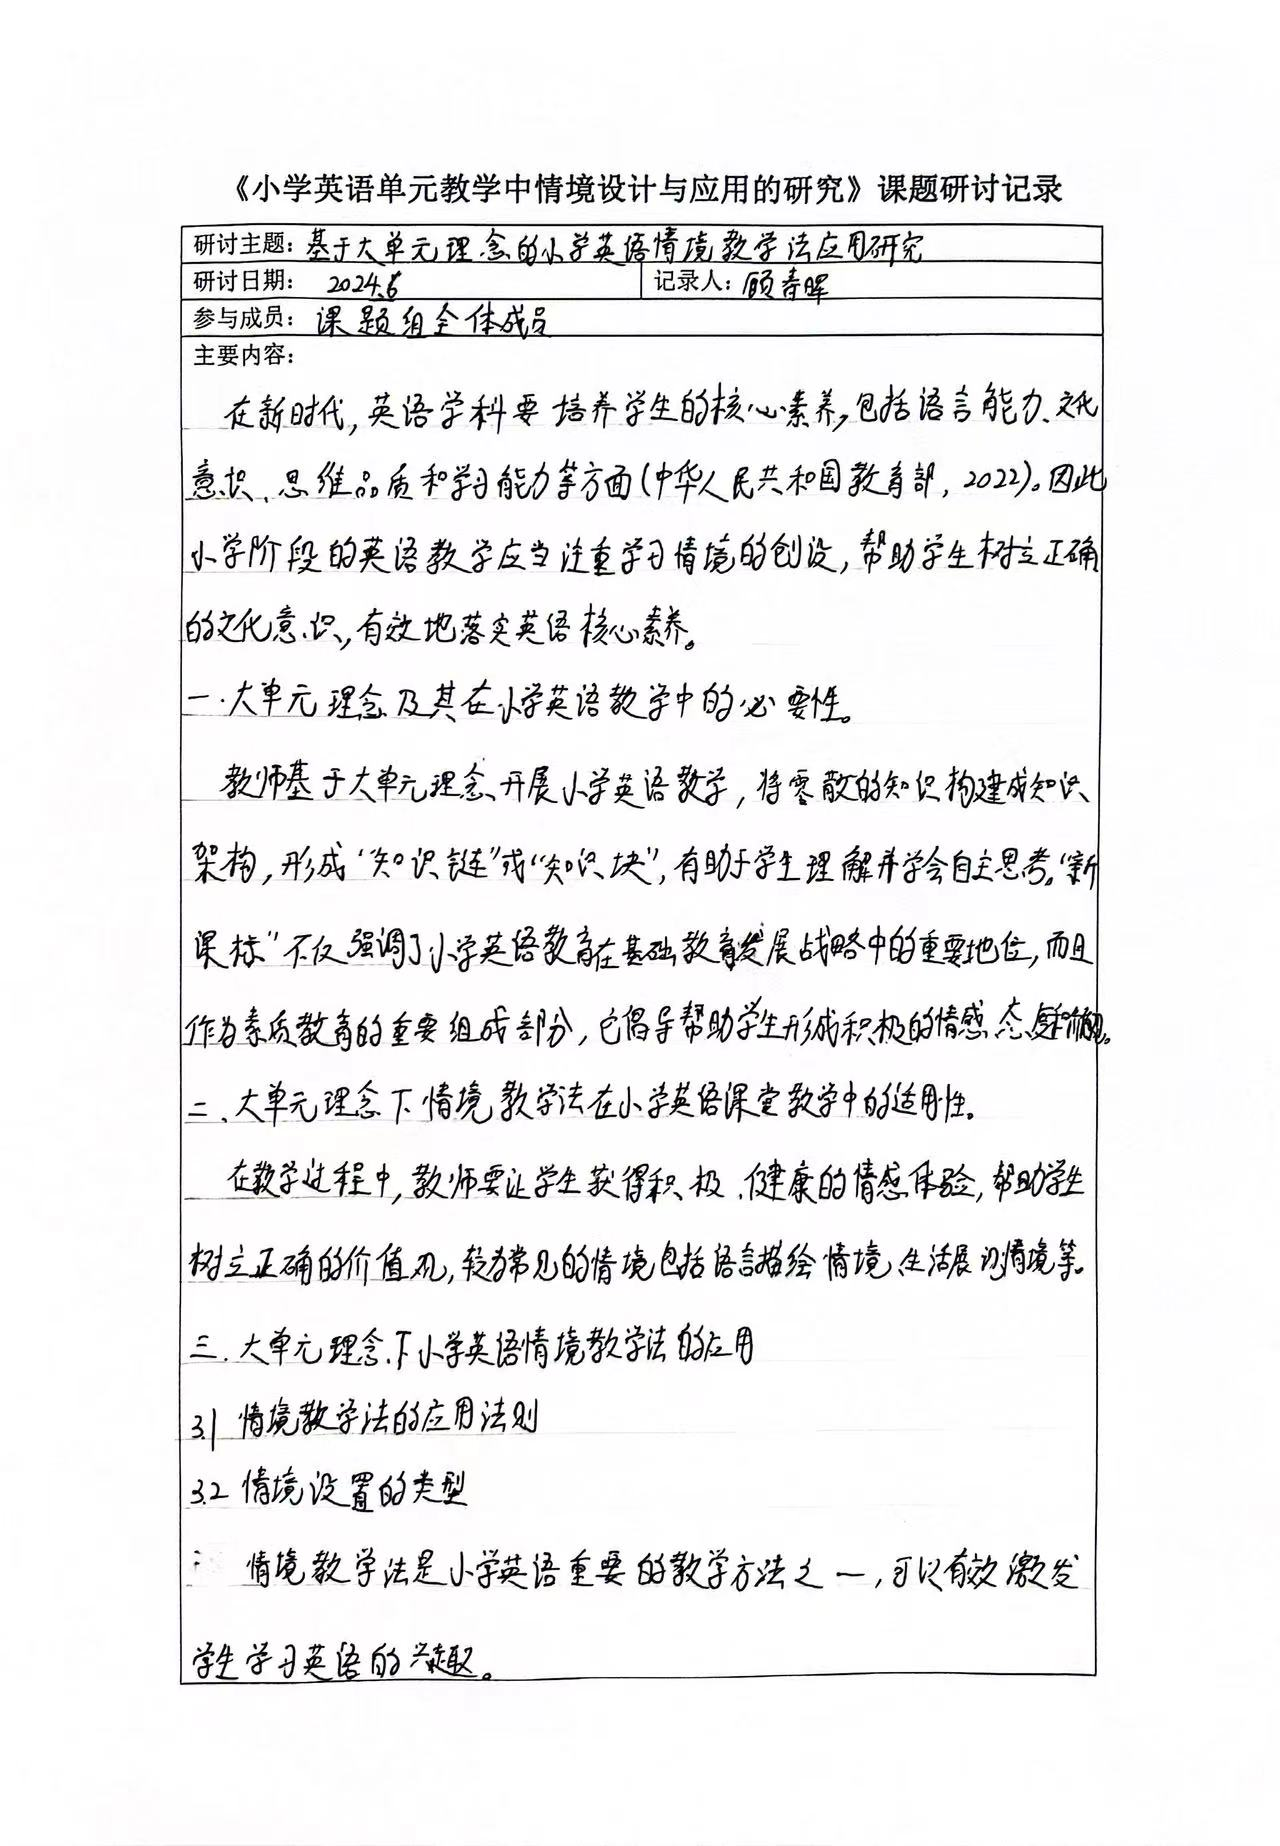 《小学英语单元教学中情境设计与应用的研究》课题研讨记录
研讨主题：基于大单元理念的小学英语情境教学法应用研究
研讨日期： 2024.6 记录人：顾春晖
参与成员：课题组全体成员
主要内容：
在新时代，英语学科要培养学生的核心素养，包括语言能力、文化
意识、思维品质和学习能力等方面（中华人民共和国教育部，2022）。因此
小学阶段的英语教学应当注重学习情境的创设，帮助学生树立正确
的文化意识，有效地落实英语核心素养。
一.大单元理念及其在小学英语教学中的必要性。
教师基于大单元理念开展小学英语教学，将零散的知识构建成知识
架构，形成“知识链”或“知识块”，有助于学生理解并学会自主思考。“新
课标”不仅强调了小学英语教育在基础教育发展战略中的重要地位，而且
作为素质教育的重要组成部分，它倡导帮助学生形成积极的情感态度和
二、大单元理念下情境教学法在小学英语课堂教学中的适用性。
在教学过程中，教师要让学生获得积极、健康的情感体验，帮助学生
树立正确的价值观，较为常见的情境包括语言描绘情境、生活展现情境等。
三.大单元理念下小学英语情境教学法的应用
3.1 情境教学法的应用法则
3.2 情境设置的类型
情境教学法是小学英语重要的教学方法之一，可以有效激发
学生学习英语的兴趣。